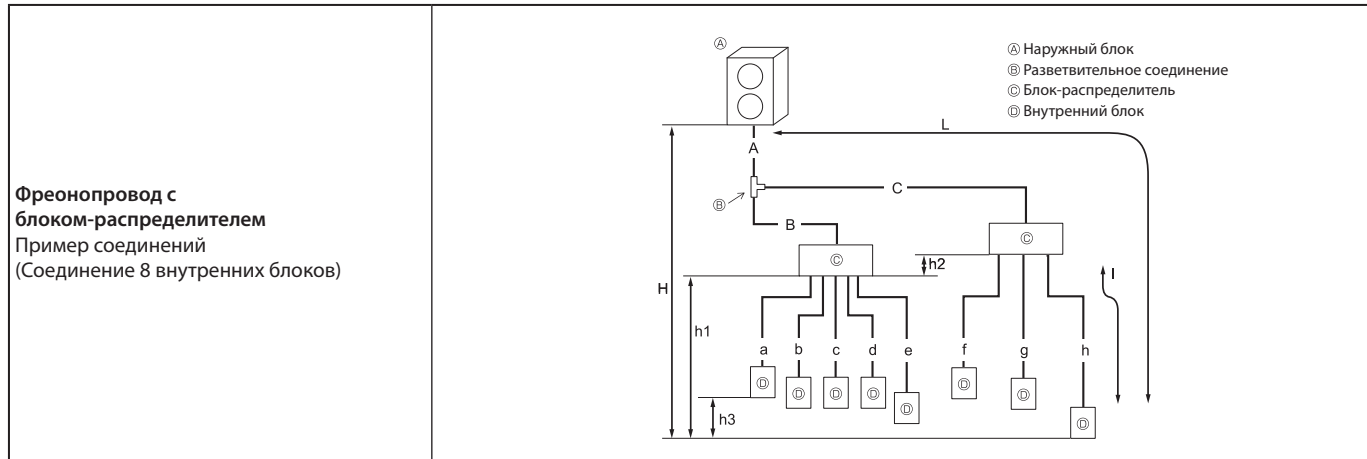 Фреонопровод с
блоком-распределителем
Пример соединений
(Соединение 8 внутренних блоков)
Ⓐ
Ⓐ Наружный блок
Ⓑ Разветвительное соединение
Ⓒ Блок-распределитель
Ⓓ Внутренний блок
L
A
C
Ⓑ
B
Ⓒ
Ⓒ
h2
H
l
h1
a b c d e f g h
Ⓓ Ⓓ Ⓓ Ⓓ Ⓓ Ⓓ Ⓓ Ⓓ
h3